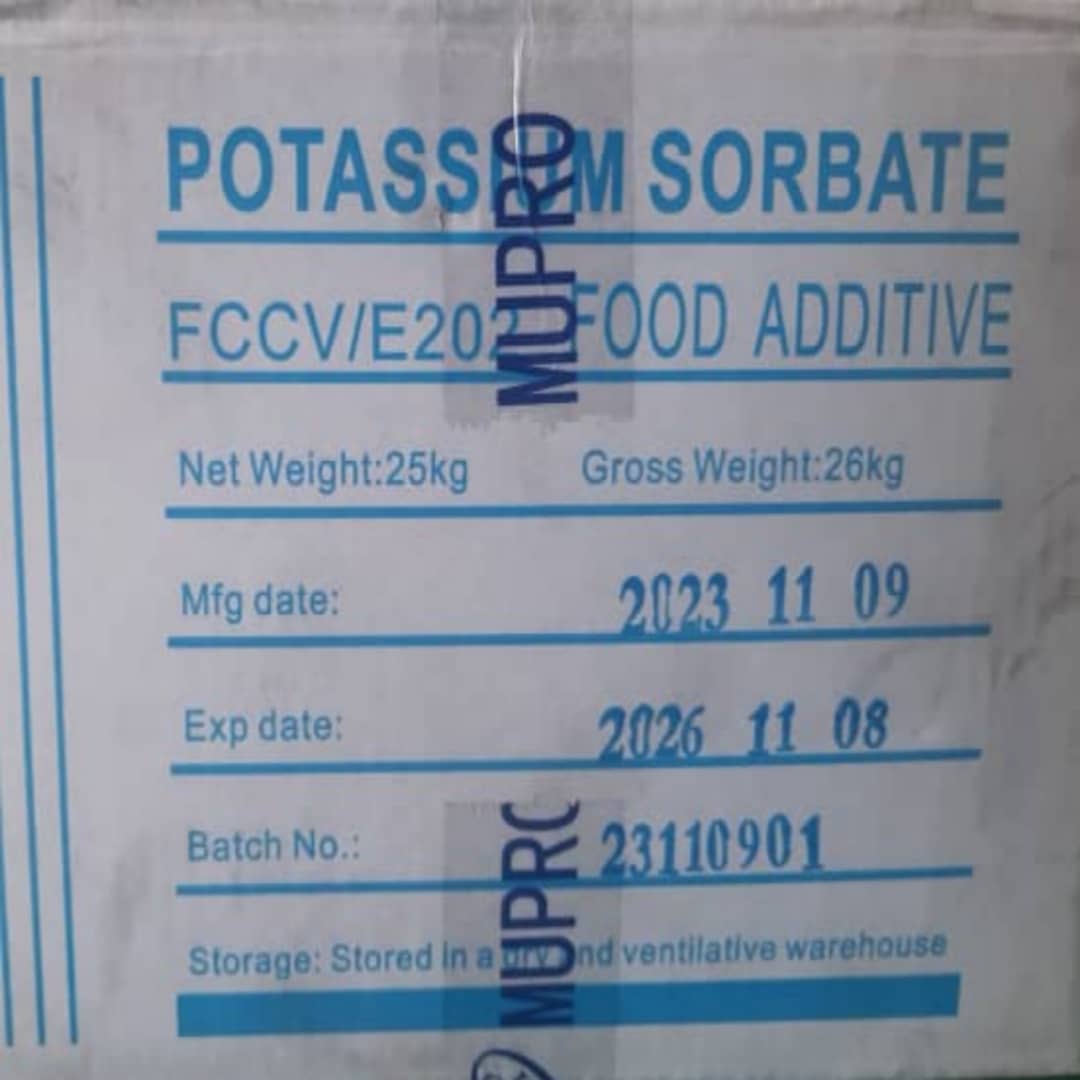 POTASSIUM SORBATE
FCCV/E202 FOOD ADDITIVE
Net Weight:25kg Gross Weight:26kg
Mfg date: 2023 11 09
Exp date: 2026 11 08
Batch No.: 23110901
Storage: Stored in a dry and ventilative warehouse
MUPRO
MUPRO